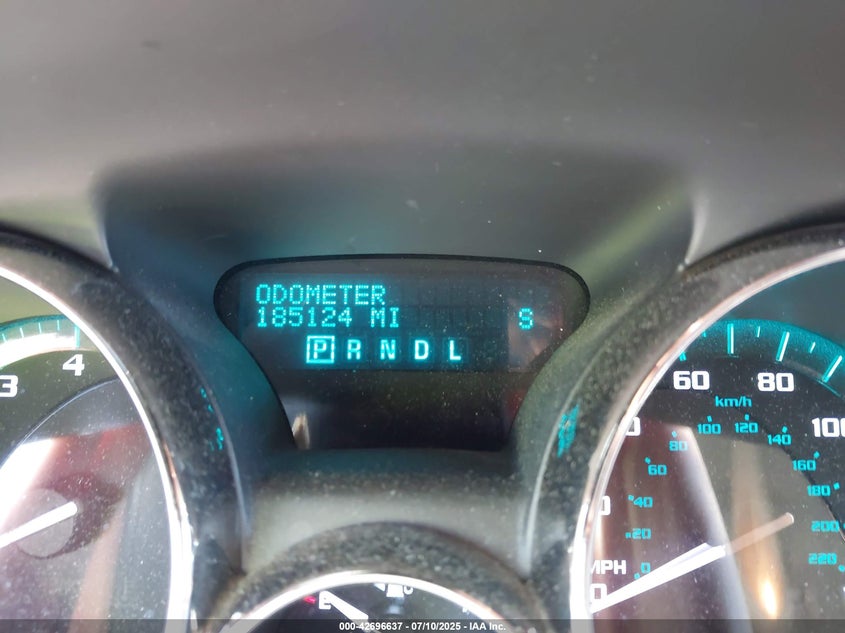 ODOMETER
185124 MI S
P R N D L
3 4
60 80 100
km/h
80 100 120 140
60 160
40 180
20 200
0 220
MPH
0
E
000-42696637 - 07/10/2025 - IAA Inc.